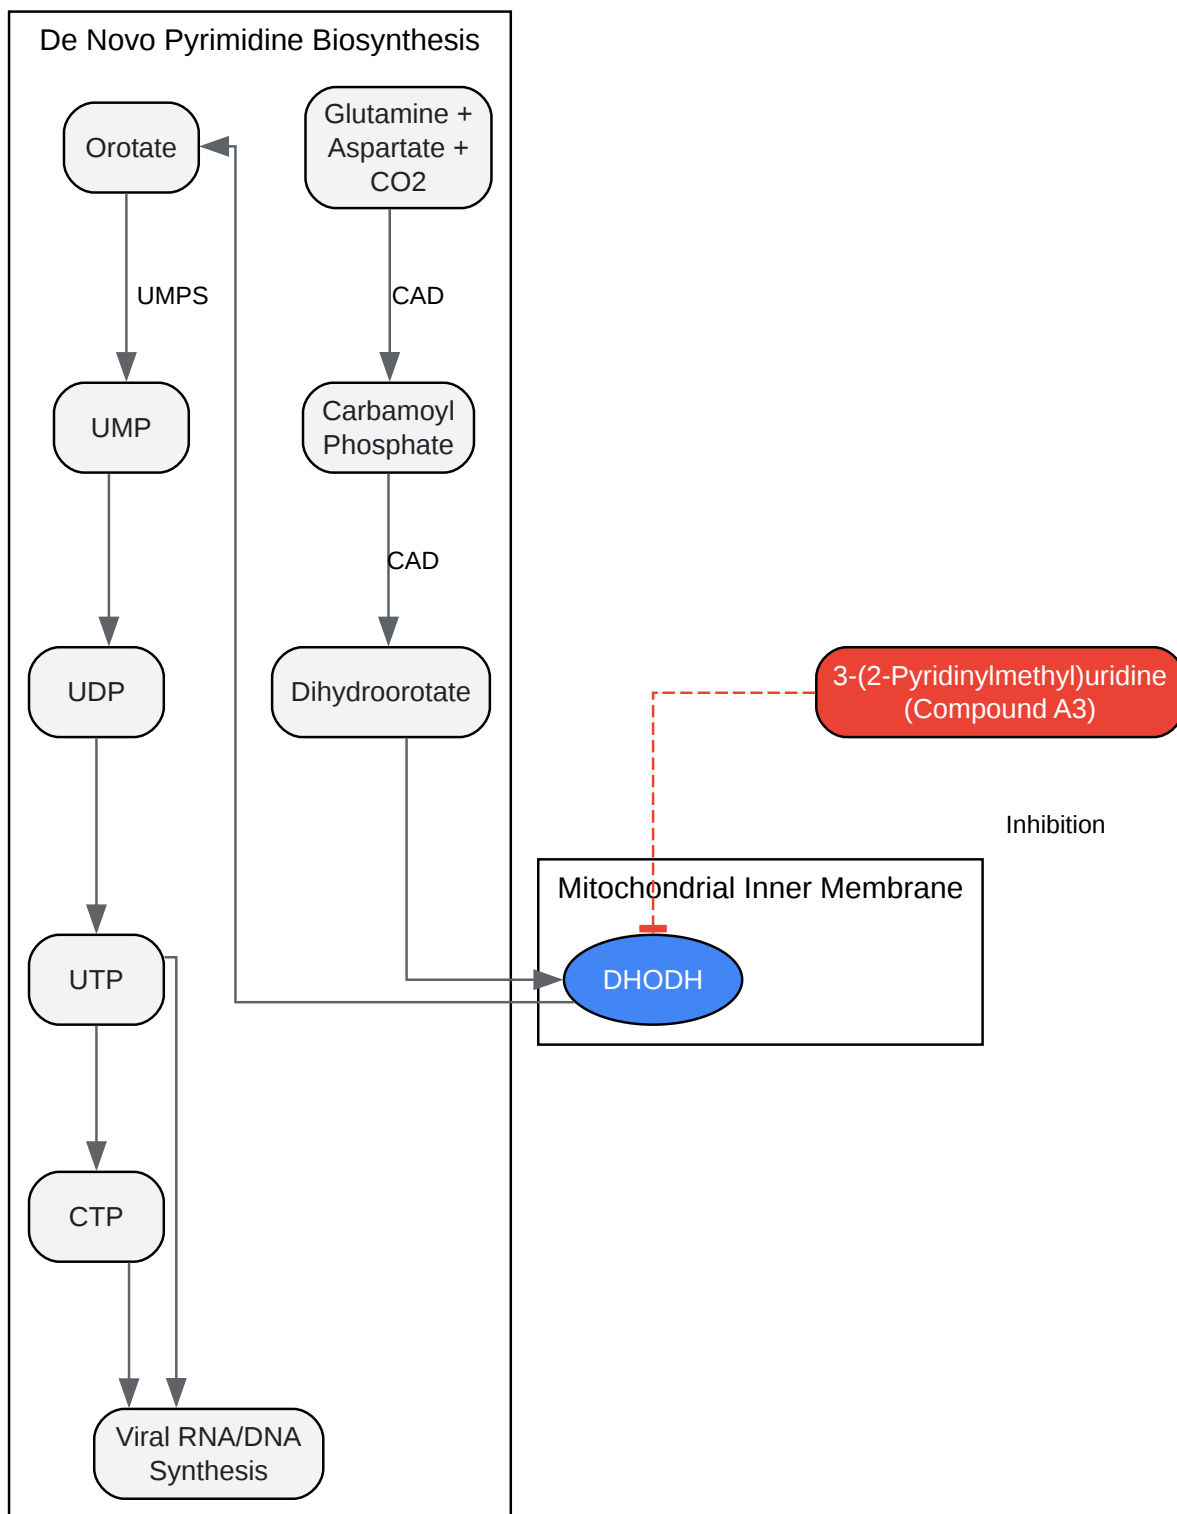 De Novo Pyrimidine Biosynthesis
Orotate
Glutamine +
Aspartate +
CO2
UMPS
CAD
UMP
Carbamoyl
Phosphate
CAD
UDP
Dihydroorotate
3-(2-Pyridinylmethyl)uridine
(Compound A3)
Inhibition
Mitochondrial Inner Membrane
UTP
DHODH
CTP
Viral RNA/DNA
Synthesis